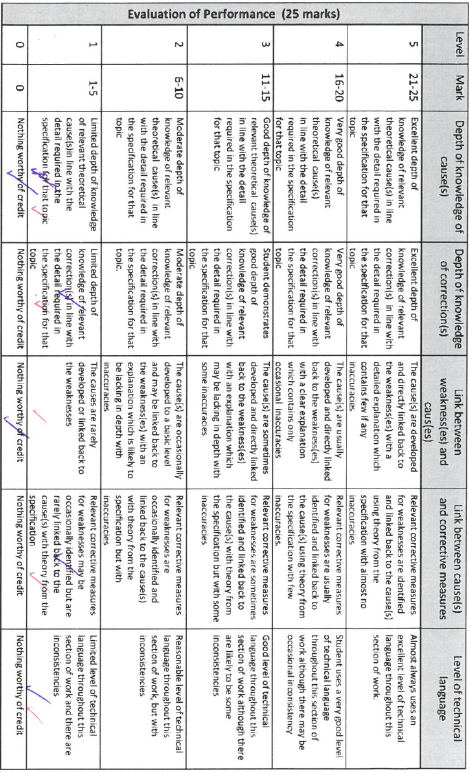 Evaluation of Performance (25 marks)
Level
Mark
Depth of knowledge of
cause(s)
Depth of knowledge
of correction(s)
Link between
weakness(es) and
cause(s)
Link between cause(s)
and corrective measures
Level of technical
language
5
21-25
Excellent depth of
knowledge of relevant
theoretical cause(s) in line
with the detail required in
the specification for that
topic
Excellent depth of
knowledge of relevant
correction(s) in line with
the detail required in
the specification for that
topic
The cause(s) are developed
and directly linked back to
the weakness(es) with a
detailed explanation which
contains few if any
inaccuracies
Relevant corrective measures
for weaknesses are identified
and linked back to the cause(s)
using theory from the
specification with almost no
inaccuracies
Almost always uses an
excellent level of technical
language throughout this
section of work.
4
16-20
Very good depth of
knowledge of relevant
theoretical cause(s)
in line with the detail
required in the specification
for that topic
Very good depth of
knowledge of relevant
correction(s) in line with
the detail required in
the specification for that
topic
The cause(s) are usually
developed and directly linked
back to the weakness(es)
with a clear explanation
which contains only
occasional inaccuracies
Relevant corrective measures
for weaknesses are usually
identified and linked back to
the cause(s) using theory from
the specification with few
inaccuracies
Student uses a very good level
of technical language
throughout this section of
work although there may be
occasional inconsistency
3
11-15
Good depth of knowledge of
relevant theoretical cause(s)
in line with the detail
required in the specification
for that topic
Student demonstrates
good depth of
knowledge of relevant
correction(s) in line with
the detail required in
the specification for that
topic
The cause(s) are sometimes
developed and directly linked
back to the weakness(es)
with an explanation which
may be lacking in depth with
some inaccuracies
Relevant corrective measures
for weaknesses are sometimes
identified and linked back to
the cause(s) with theory from
the specification but with some
inaccuracies
Good level of technical
language throughout this
section of work although there
are likely to be some
inconsistencies
2
6-10
Moderate depth of
knowledge of relevant
theoretical cause(s) in line
with the detail required in
the specification for that
topic
Moderate depth of
knowledge of relevant
correction(s) in line with
the detail required in
the specification for that
topic.
The cause(s) are occasionally
developed to a basic level
and may be linked back to
the weakness(es) with an
explanation which is likely to
be lacking in depth with
inaccuracies
Relevant corrective measures
for weaknesses are
occasionally identified and
linked back to the cause(s)
with theory from the
specification but with
inaccuracies
Reasonable level of technical
language throughout this
section of work, but with
inconsistencies
1
1-5
Limited depth of knowledge
of relevant theoretical
cause(s)in line with the
detail required in the
specification for that topic
Limited depth of
knowledge of relevant
correction(s) in line with
the detail required in
the specification for that
topic
The causes are rarely
developed or linked back to
the weaknesses
Relevant corrective measures
for weaknesses may be
occasionally identified but are
rarely linked back to the
cause(s) with theory from the
specification
Limited level of technical
language throughout this
section of work and there are
inconsistencies
0
0
Nothing worthy of credit
Nothing worthy of credit
Nothing worthy of credit
Nothing worthy of credit
Nothing worthy of credit